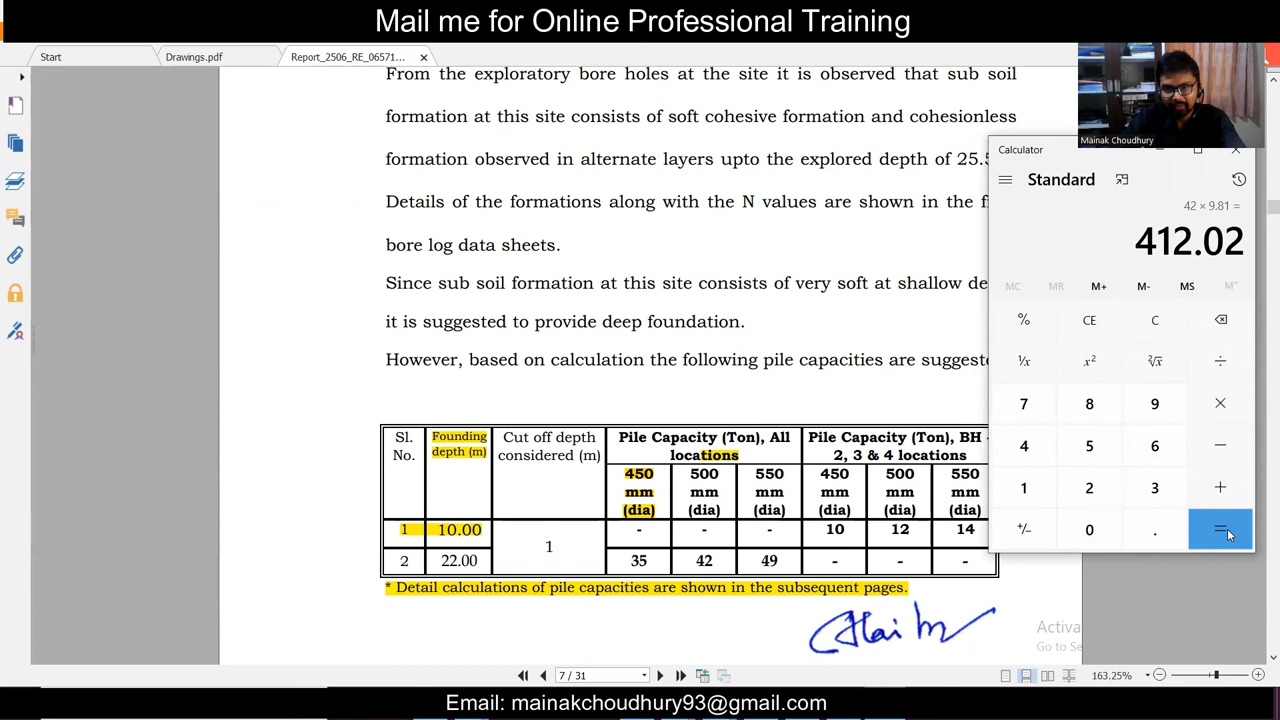 Mail me for Online Professional Training
Start
Drawings.pdf
Report_2506_RE_06571...
From the exploratory bore holes at the site it is observed that sub soil
formation at this site consists of soft cohesive formation and cohesionless
formation observed in alternate layers upto the explored depth of 25.5
Details of the formations along with the N values are shown in the
bore log data sheets.
Since sub soil formation at this site consists of very soft at shallow
it is suggested to provide deep foundation.
However, based on calculation the following pile capacities are
Sl. No.
Founding depth (m)
Cut off depth considered (m)
Pile Capacity (Ton), All locations
Pile Capacity (Ton), BH - 2, 3 & 4 locations
450 mm (dia)
500 mm (dia)
550 mm (dia)
450 mm (dia)
500 mm (dia)
550 mm (dia)
1 10.00 1 - - - 10 12 14
2 22.00 35 42 49 - - -
* Detail calculations of pile capacities are shown in the subsequent pages.
Mainak Choudhury
Calculator
Standard
42 × 9.81 =
412.02
MC MR M+ M- MS M˅
% CE C
¹/x x² ²√x ÷
7 8 9 ×
4 5 6 −
1 2 3 +
+/− 0 . =
7 / 31
163.25%
Email: mainakchoudhury93@gmail.com